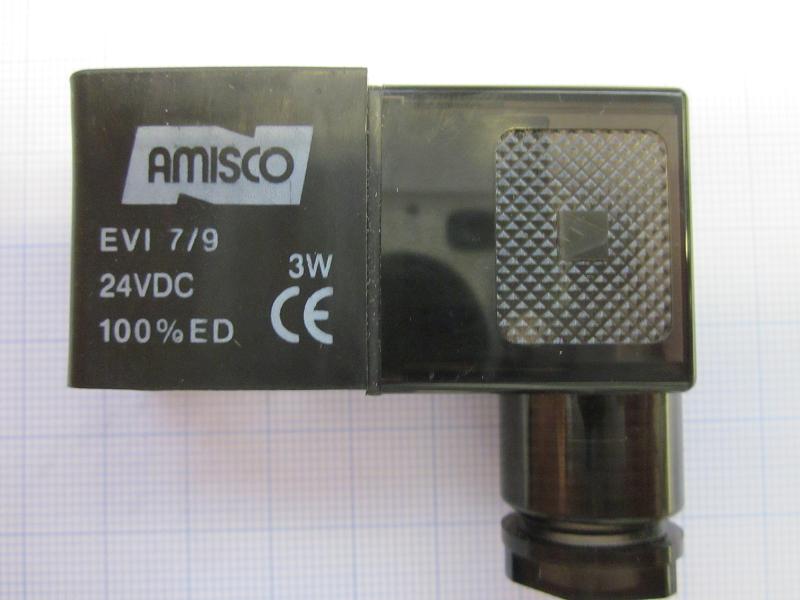 AMISCO
EVI 7/9
24VDC
3W
100%ED
CE